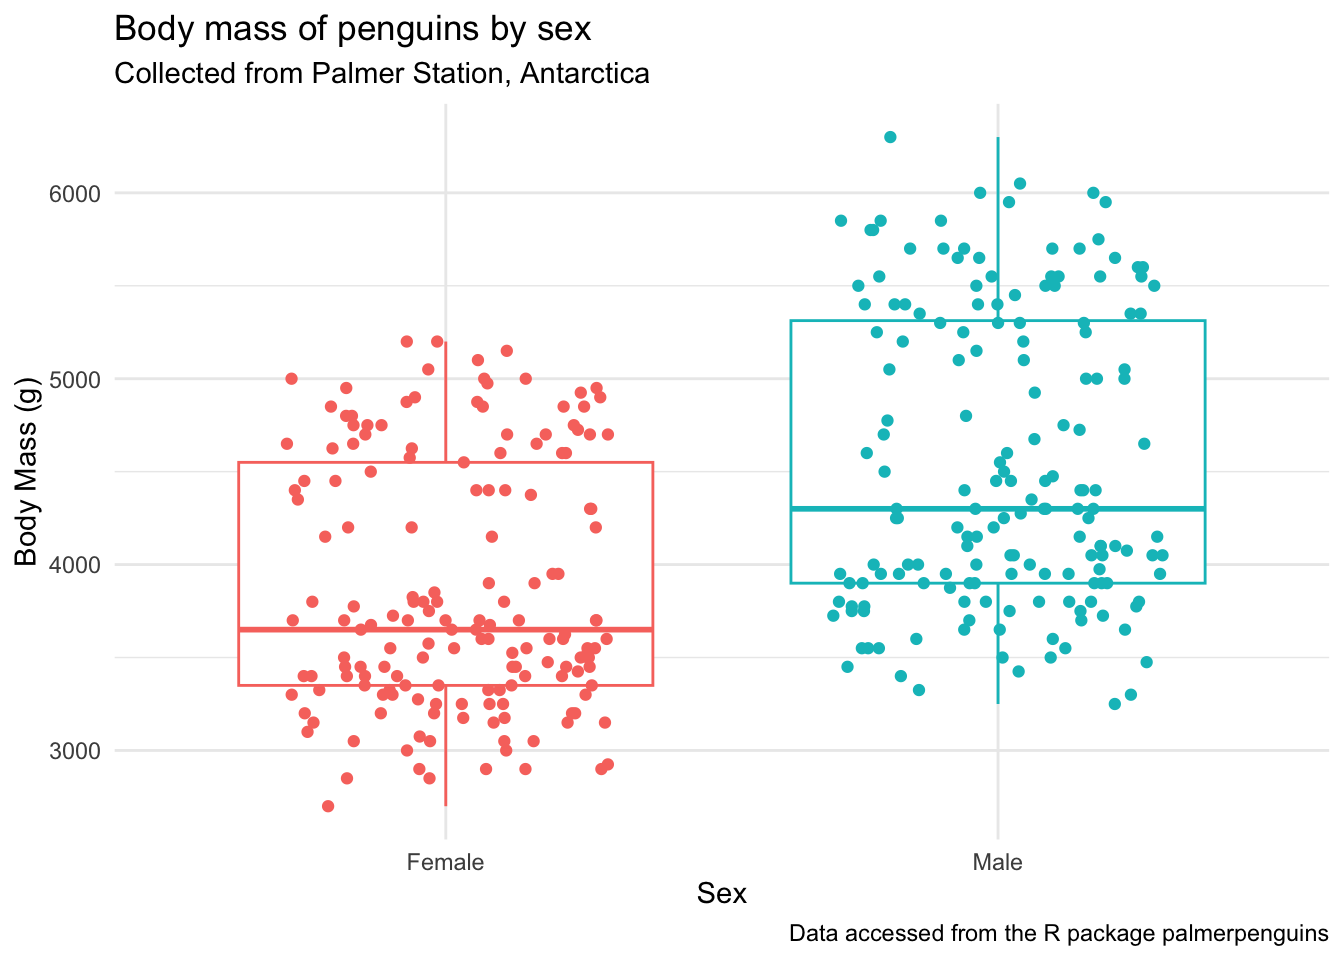 Body mass of penguins by sex
Collected from Palmer Station, Antarctica
6000
5000
4000
3000
Body Mass (g)
Female
Male
Sex
Data accessed from the R package palmerpenguins